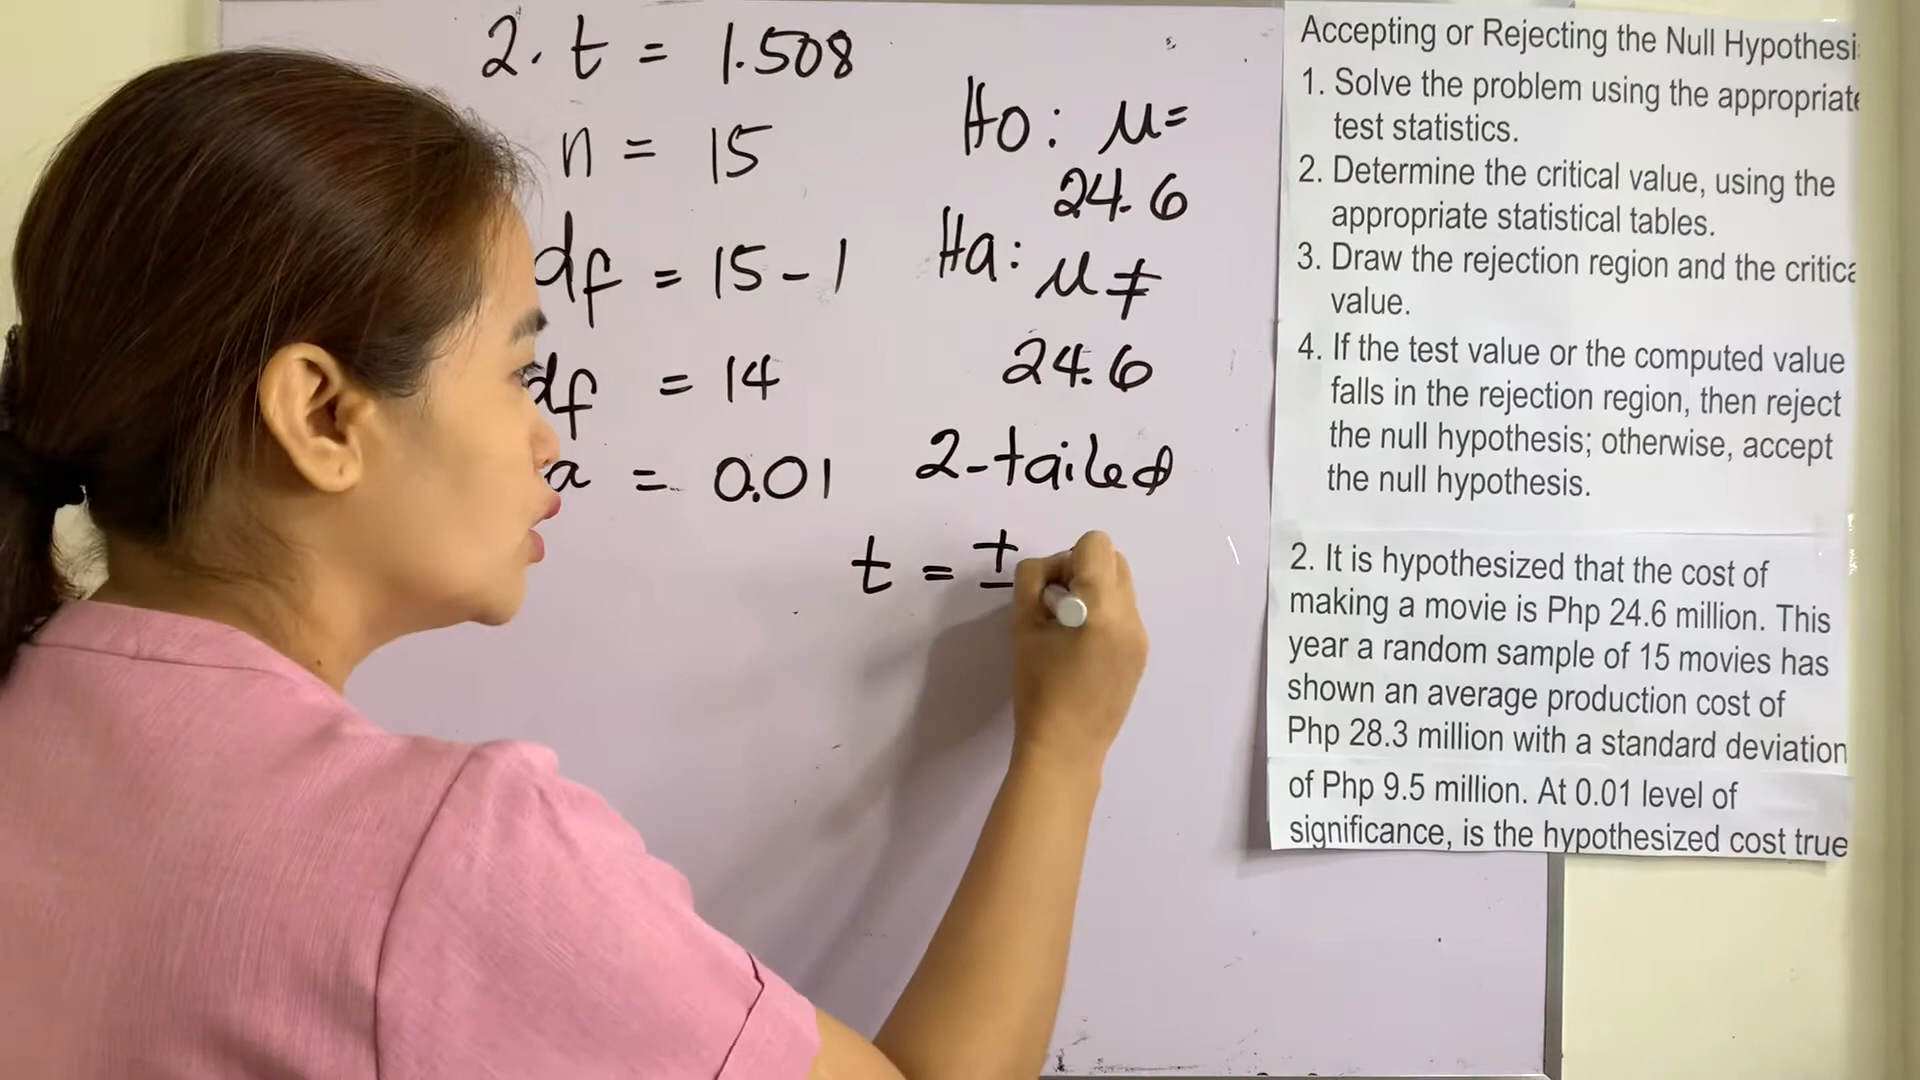 2. t = 1.508
n = 15
df = 15 - 1
df = 14
a = 0.01
Ho: μ =
24.6
Ha: μ ≠
24.6
2-tailed
t = ±
Accepting or Rejecting the Null Hypothesi
1. Solve the problem using the appropriate
test statistics.
2. Determine the critical value, using the
appropriate statistical tables.
3. Draw the rejection region and the critica
value.
4. If the test value or the computed value
falls in the rejection region, then reject
the null hypothesis; otherwise, accept
the null hypothesis.
2. It is hypothesized that the cost of
making a movie is Php 24.6 million. This
year a random sample of 15 movies has
shown an average production cost of
Php 28.3 million with a standard deviation
of Php 9.5 million. At 0.01 level of
significance, is the hypothesized cost true